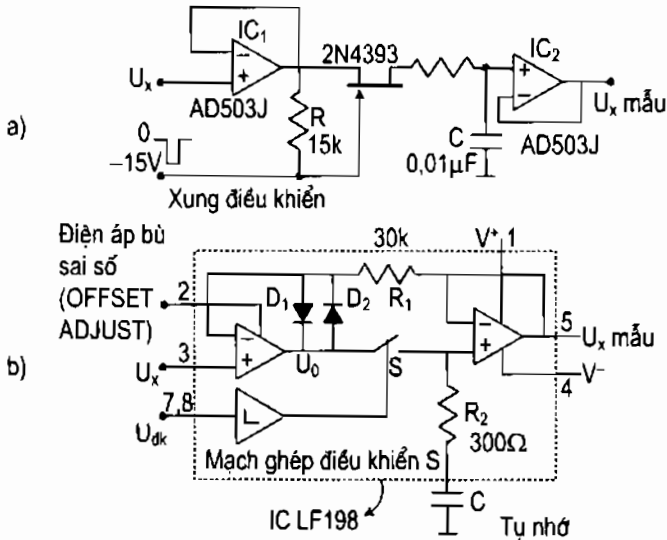 a)
IC₁
−
+
Uₓ
AD503J
2N4393
IC₂
+
−
Uₓ mẫu
AD503J
R
15k
C
0,01µF
0
−15V
Xung điều khiển
b)
Điện áp bù
sai số
(OFFSET
ADJUST)
2
3
Uₓ
7,8
Uđk
−
+
D₁
D₂
U₀
30k
R₁
S
V⁺ 1
−
+
5
Uₓ mẫu
V⁻
4
R₂
300Ω
L
Mạch ghép điều khiển S
C
IC LF198
Tụ nhớ